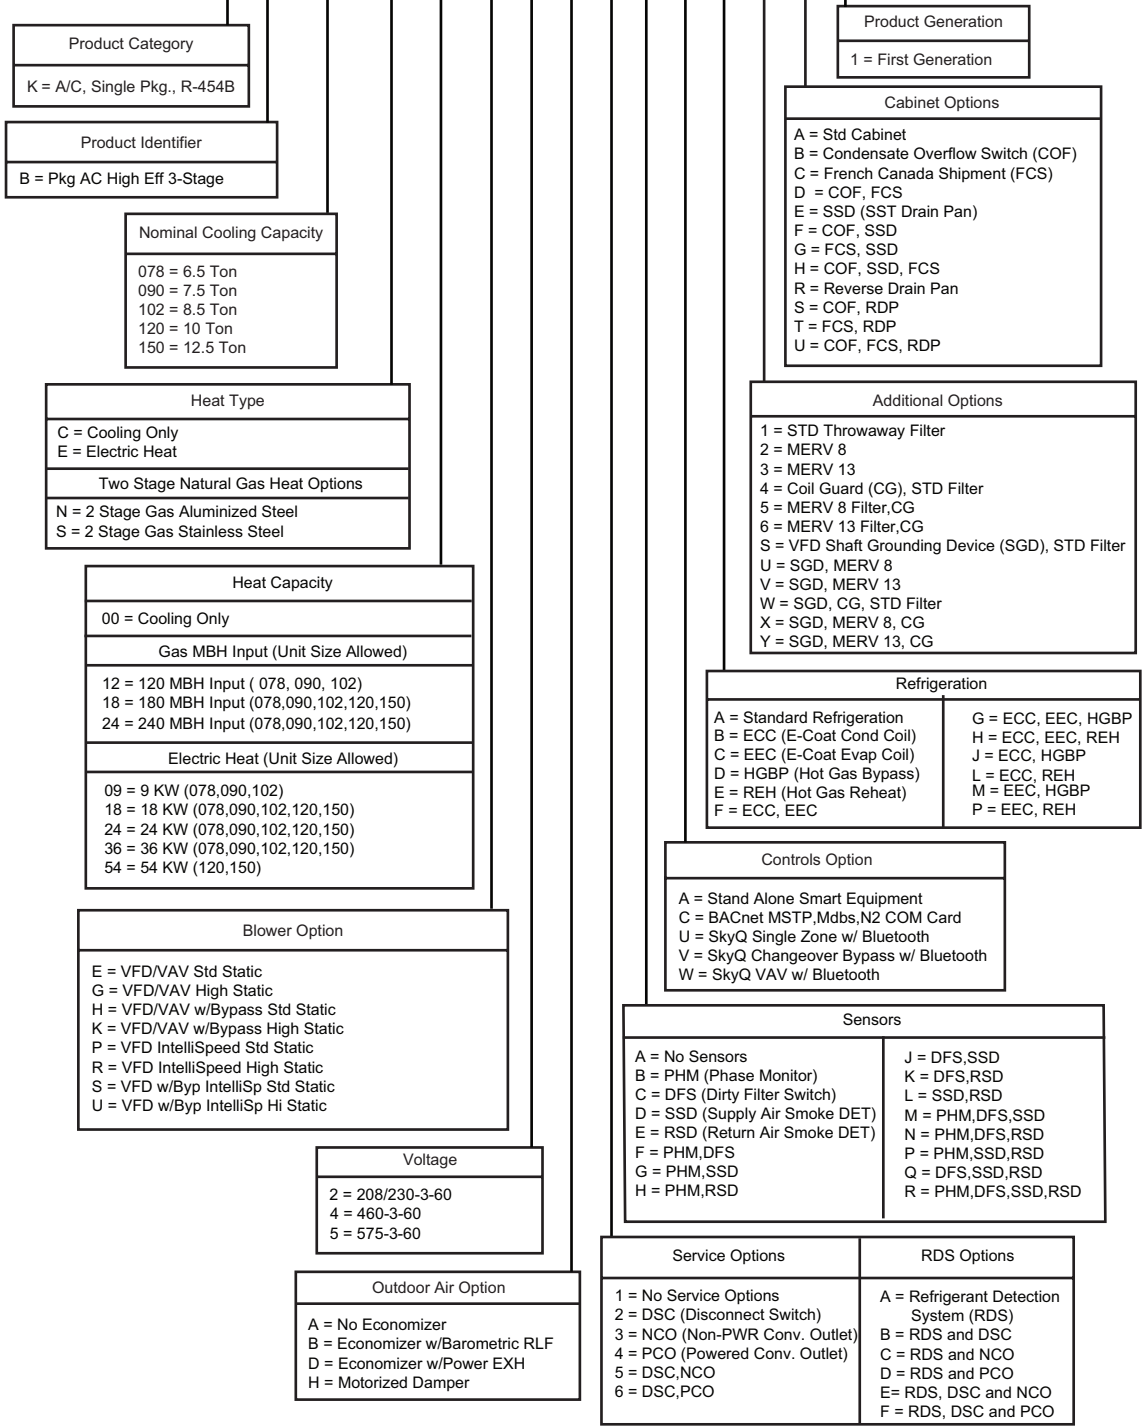 Product Category
K = A/C, Single Pkg., R-454B
Product Identifier
B = Pkg AC High Eff 3-Stage
Nominal Cooling Capacity
078 = 6.5 Ton
090 = 7.5 Ton
102 = 8.5 Ton
120 = 10 Ton
150 = 12.5 Ton
Heat Type
C = Cooling Only
E = Electric Heat
Two Stage Natural Gas Heat Options
N = 2 Stage Gas Aluminized Steel
S = 2 Stage Gas Stainless Steel
Heat Capacity
00 = Cooling Only
Gas MBH Input (Unit Size Allowed)
12 = 120 MBH Input ( 078, 090, 102)
18 = 180 MBH Input (078,090,102,120,150)
24 = 240 MBH Input (078,090,102,120,150)
Electric Heat (Unit Size Allowed)
09 = 9 KW (078,090,102)
18 = 18 KW (078,090,102,120,150)
24 = 24 KW (078,090,102,120,150)
36 = 36 KW (078,090,102,120,150)
54 = 54 KW (120,150)
Blower Option
E = VFD/VAV Std Static
G = VFD/VAV High Static
H = VFD/VAV w/Bypass Std Static
K = VFD/VAV w/Bypass High Static
P = VFD IntelliSpeed Std Static
R = VFD IntelliSpeed High Static
S = VFD w/Byp IntelliSp Std Static
U = VFD w/Byp IntelliSp Hi Static
Voltage
2 = 208/230-3-60
4 = 460-3-60
5 = 575-3-60
Outdoor Air Option
A = No Economizer
B = Economizer w/Barometric RLF
D = Economizer w/Power EXH
H = Motorized Damper
Product Generation
1 = First Generation
Cabinet Options
A = Std Cabinet
B = Condensate Overflow Switch (COF)
C = French Canada Shipment (FCS)
D  = COF, FCS
E = SSD (SST Drain Pan)
F = COF, SSD
G = FCS, SSD
H = COF, SSD, FCS
R = Reverse Drain Pan
S = COF, RDP
T = FCS, RDP
U = COF, FCS, RDP
Additional Options
1 = STD Throwaway Filter
2 = MERV 8
3 = MERV 13
4 = Coil Guard (CG), STD Filter
5 = MERV 8 Filter,CG
6 = MERV 13 Filter,CG
S = VFD Shaft Grounding Device (SGD), STD Filter
U = SGD, MERV 8
V = SGD, MERV 13
W = SGD, CG, STD Filter
X = SGD, MERV 8, CG
Y = SGD, MERV 13, CG
Refrigeration
A = Standard Refrigeration
B = ECC (E-Coat Cond Coil)
C = EEC (E-Coat Evap Coil)
D = HGBP (Hot Gas Bypass)
E = REH (Hot Gas Reheat)
F = ECC, EEC
G = ECC, EEC, HGBP
H = ECC, EEC, REH
J = ECC, HGBP
L = ECC, REH
M = EEC, HGBP
P = EEC, REH
Controls Option
A = Stand Alone Smart Equipment
C = BACnet MSTP,Mdbs,N2 COM Card
U = SkyQ Single Zone w/ Bluetooth
V = SkyQ Changeover Bypass w/ Bluetooth
W = SkyQ VAV w/ Bluetooth
Sensors
A = No Sensors
B = PHM (Phase Monitor)
C = DFS (Dirty Filter Switch)
D = SSD (Supply Air Smoke DET)
E = RSD (Return Air Smoke DET)
F = PHM,DFS
G = PHM,SSD
H = PHM,RSD
J = DFS,SSD
K = DFS,RSD
L = SSD,RSD
M = PHM,DFS,SSD
N = PHM,DFS,RSD
P = PHM,SSD,RSD
Q = DFS,SSD,RSD
R = PHM,DFS,SSD,RSD
Service Options
1 = No Service Options
2 = DSC (Disconnect Switch)
3 = NCO (Non-PWR Conv. Outlet)
4 = PCO (Powered Conv. Outlet)
5 = DSC,NCO
6 = DSC,PCO
RDS Options
A = Refrigerant Detection
System (RDS)
B = RDS and DSC
C = RDS and NCO
D = RDS and PCO
E= RDS, DSC and NCO
F = RDS, DSC and PCO